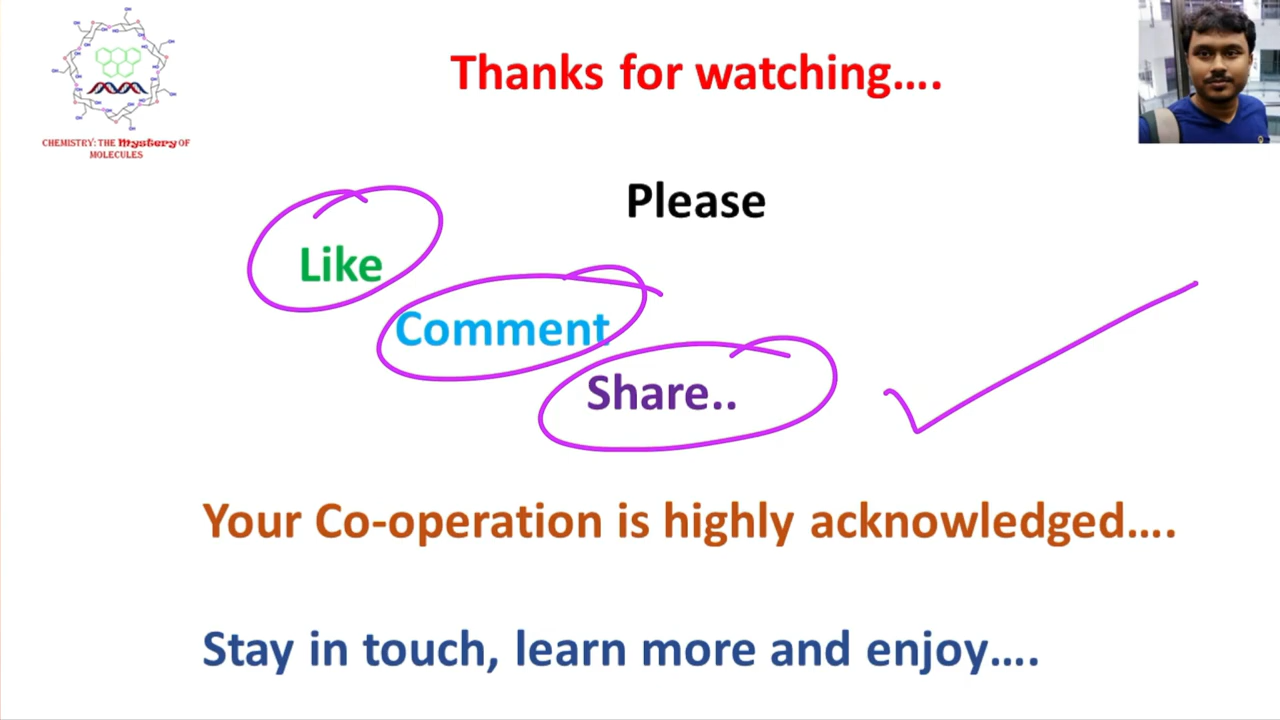 Thanks for watching....
CHEMISTRY: THE Mystery OF
MOLECULES
Please
Like
Comment
Share..
Your Co-operation is highly acknowledged....
Stay in touch, learn more and enjoy....